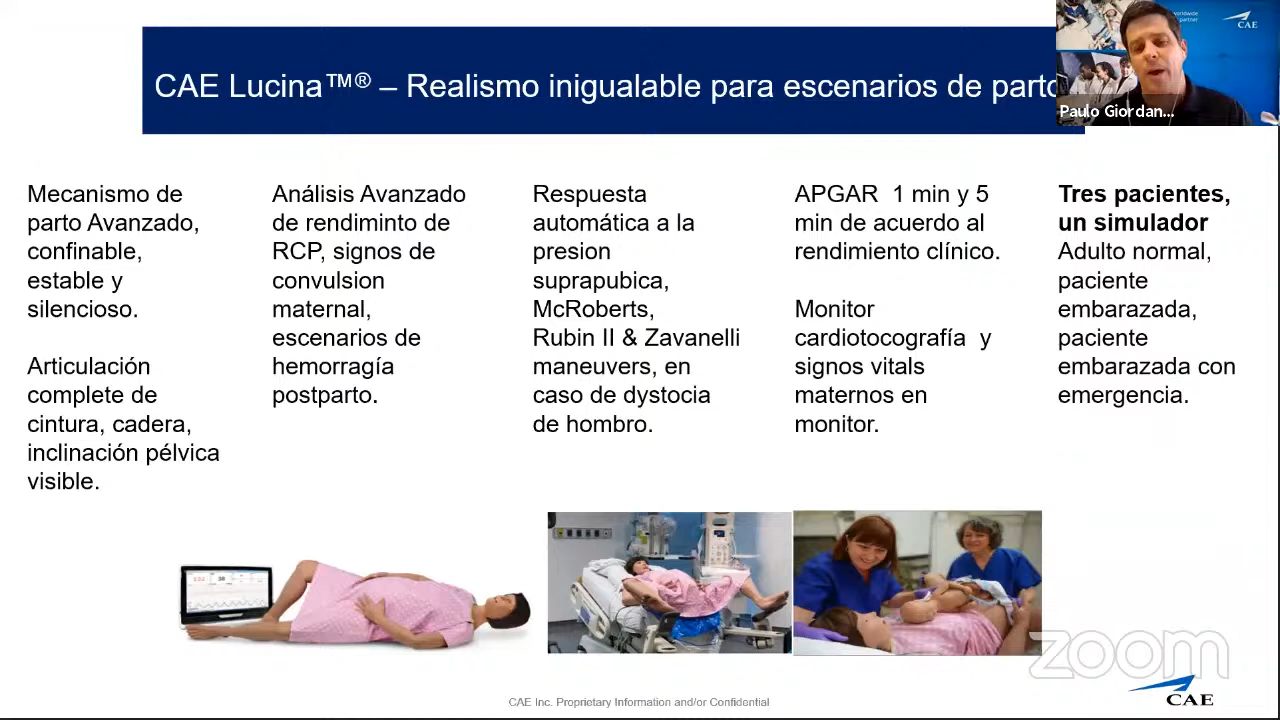 CAE Lucina™® – Realismo inigualable para escenarios de parto
worldwide
partner
CAE
Paulo Giordan...
Mecanismo de
parto Avanzado,
confinable,
estable y
silencioso.
Articulación
complete de
cintura, cadera,
inclinación pélvica
visible.
Análisis Avanzado
de rendiminto de
RCP, signos de
convulsion
maternal,
escenarios de
hemorragía
postparto.
Respuesta
automática a la
presion
suprapubica,
McRoberts,
Rubin II & Zavanelli
maneuvers, en
caso de dystocia
de hombro.
APGAR 1 min y 5
min de acuerdo al
rendimiento clínico.
Monitor
cardiotocografía y
signos vitals
maternos en
monitor.
Tres pacientes,
un simulador
Adulto normal,
paciente
embarazada,
paciente
embarazada con
emergencia.
zoom
CAE
CAE Inc. Proprietary Information and/or Confidential